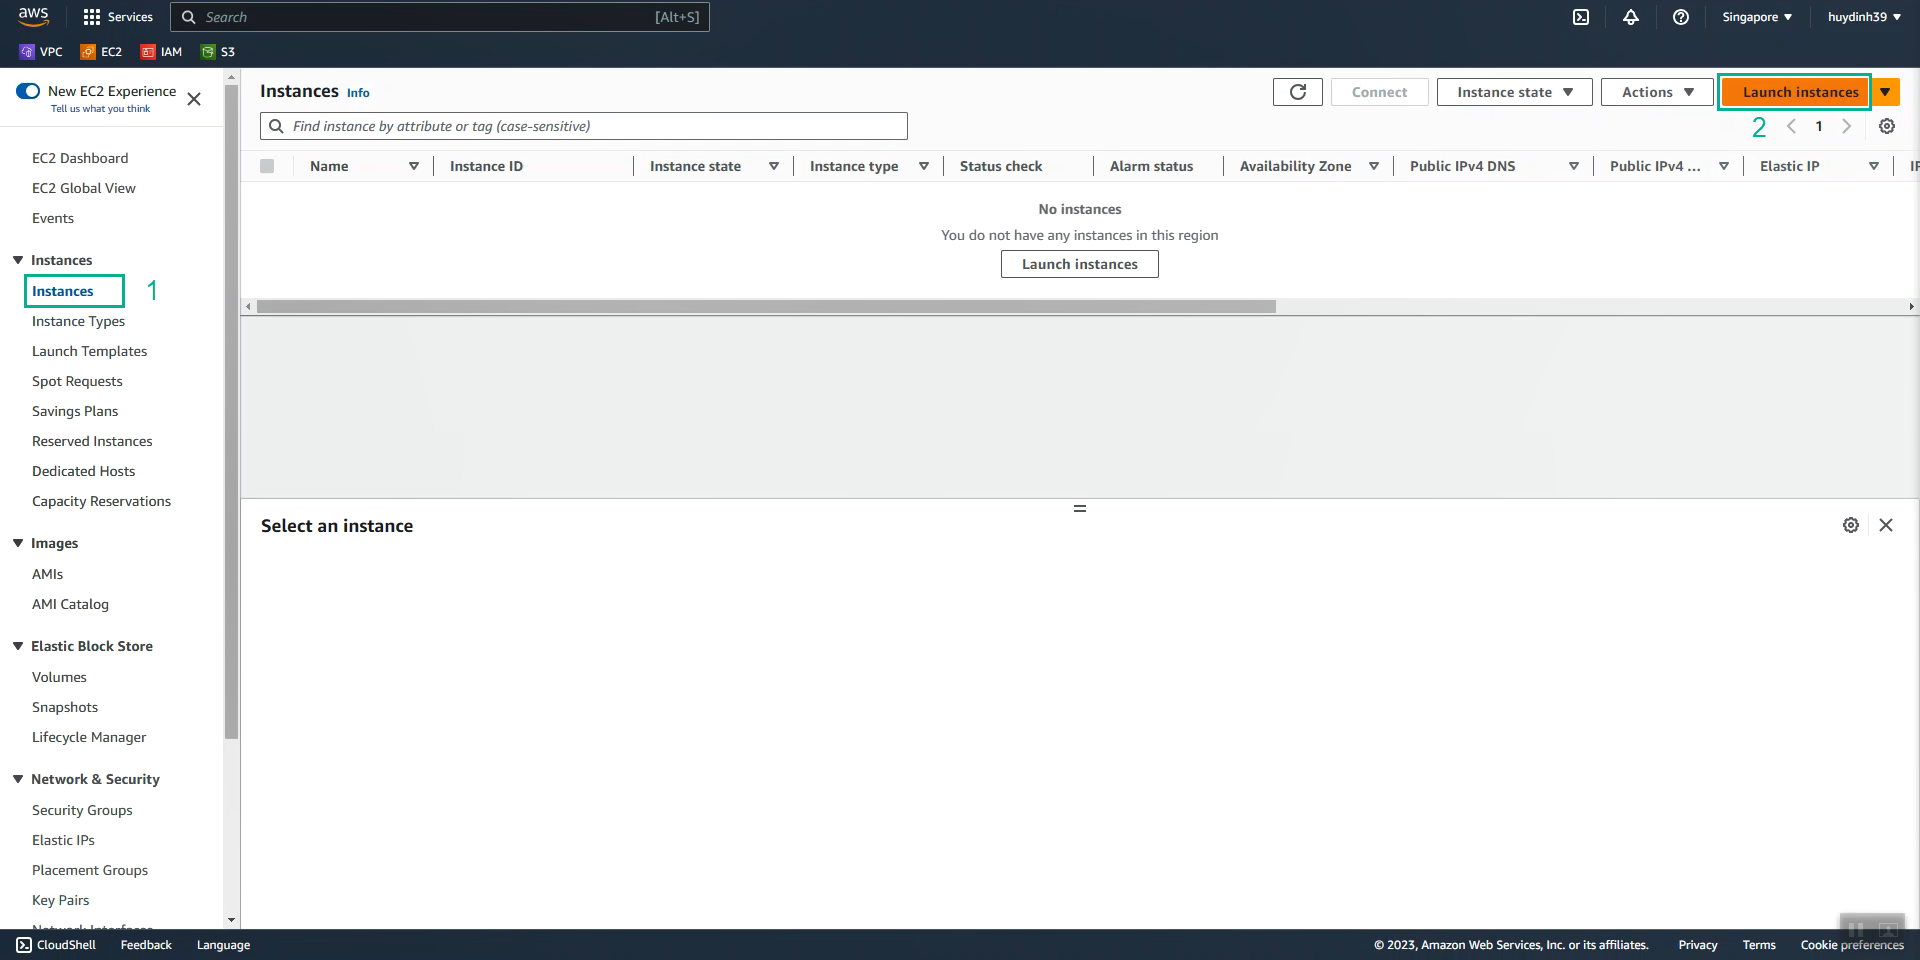 aws
Services
Search [Alt+S]
Singapore
huydinh39
VPC EC2 IAM S3
New EC2 Experience
Tell us what you think
EC2 Dashboard
EC2 Global View
Events
Instances
Instances 1
Instance Types
Launch Templates
Spot Requests
Savings Plans
Reserved Instances
Dedicated Hosts
Capacity Reservations
Images
AMIs
AMI Catalog
Elastic Block Store
Volumes
Snapshots
Lifecycle Manager
Network & Security
Security Groups
Elastic IPs
Placement Groups
Key Pairs
Network Interfaces
Instances Info
Connect
Instance state
Actions
Launch instances
Find instance by attribute or tag (case-sensitive)
2 1
Name Instance ID Instance state Instance type Status check Alarm status Availability Zone Public IPv4 DNS Public IPv4 ... Elastic IP
No instances
You do not have any instances in this region
Launch instances
Select an instance
CloudShell Feedback Language
© 2023, Amazon Web Services, Inc. or its affiliates. Privacy Terms Cookie preferences